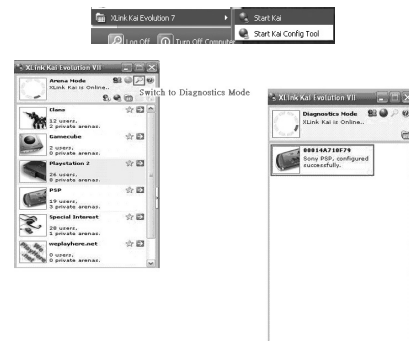 XLink Kai Evolution 7
Start Kai
Start Kai Config Tool
Log Off
Turn Off Computer
XLink Kai Evolution VII
Arena Mode
XLink Kai is Online..
Switch to Diagnostics Mode
Clans
12 users,
2 private arenas.
Gamecube
2 users,
0 private arenas.
Playstation 2
26 users,
8 private arenas.
PSP
19 users,
3 private arenas.
Special Interest
28 users,
1 private arenas.
weplayhere.net
0 users,
0 private arenas.
XLink Kai Evolution VII
Diagnostics Mode
XLink Kai is Online..
00014A718F79
Sony PSP, configured
successfully.